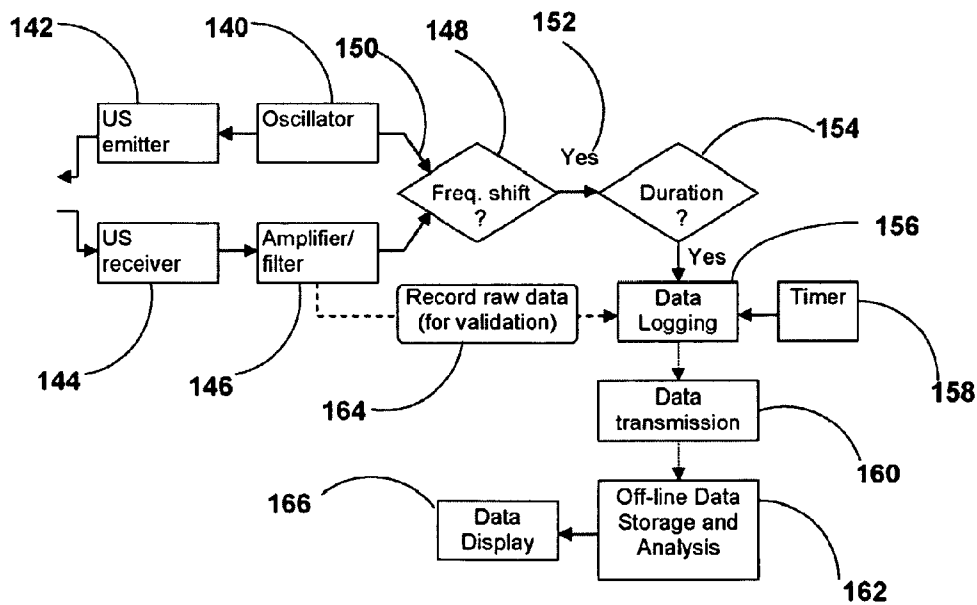 142
140
150
148
152
154
US
emitter
Oscillator
Yes
Freq. shift
?
Duration
?
US
receiver
Amplifier/
filter
Yes
156
Record raw data
(for validation)
Data
Logging
Timer
144
146
164
158
Data
transmission
160
166
Data
Display
Off-line Data
Storage and
Analysis
162